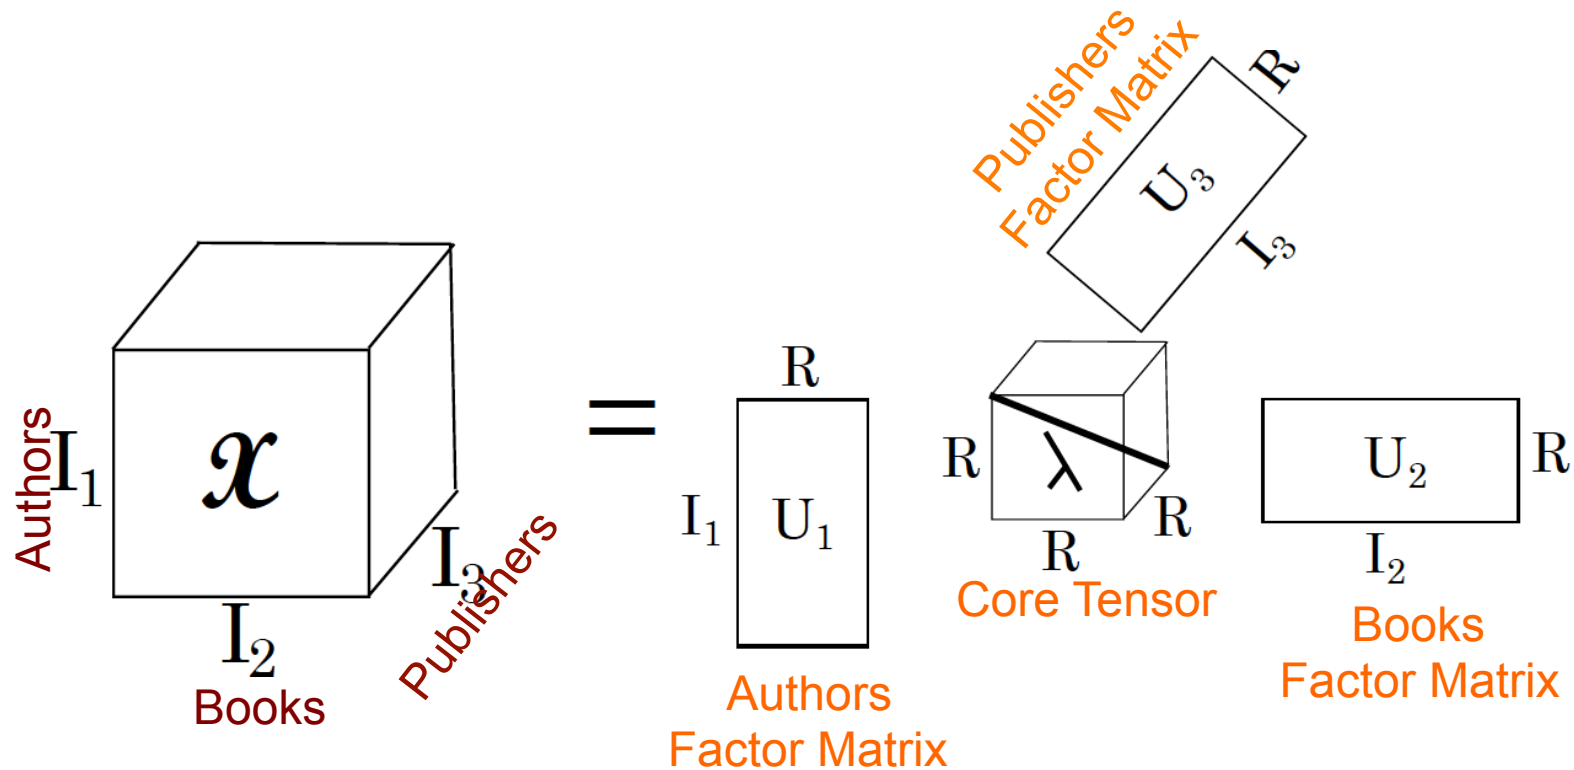 Publishers
Factor Matrix
R
U₃
I₃
Authors
I₁
𝒳
I₃
Publishers
I₂
Books
=
R
I₁
U₁
Authors
Factor Matrix
R
λ
R
R
Core Tensor
U₂
R
I₂
Books
Factor Matrix